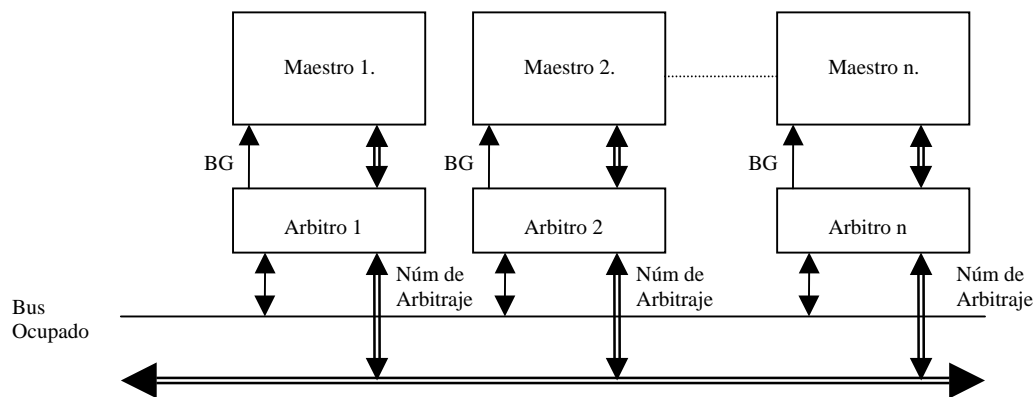 Maestro 1.
Maestro 2.
Maestro n.
BG
BG
BG
Arbitro 1
Arbitro 2
Arbitro n
Núm de
Arbitraje
Núm de
Arbitraje
Núm de
Arbitraje
Bus
Ocupado